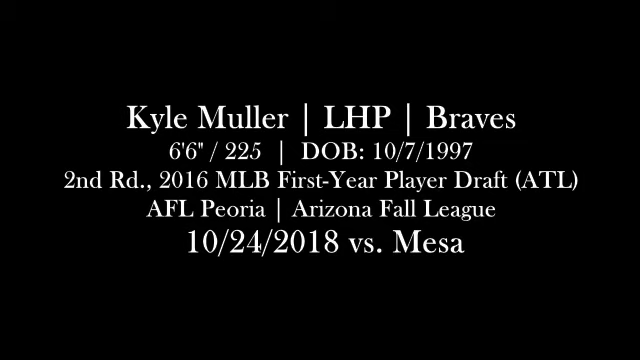 Kyle Muller | LHP | Braves
6'6" / 225 | DOB: 10/7/1997
2nd Rd., 2016 MLB First-Year Player Draft (ATL)
AFL Peoria | Arizona Fall League
10/24/2018 vs. Mesa